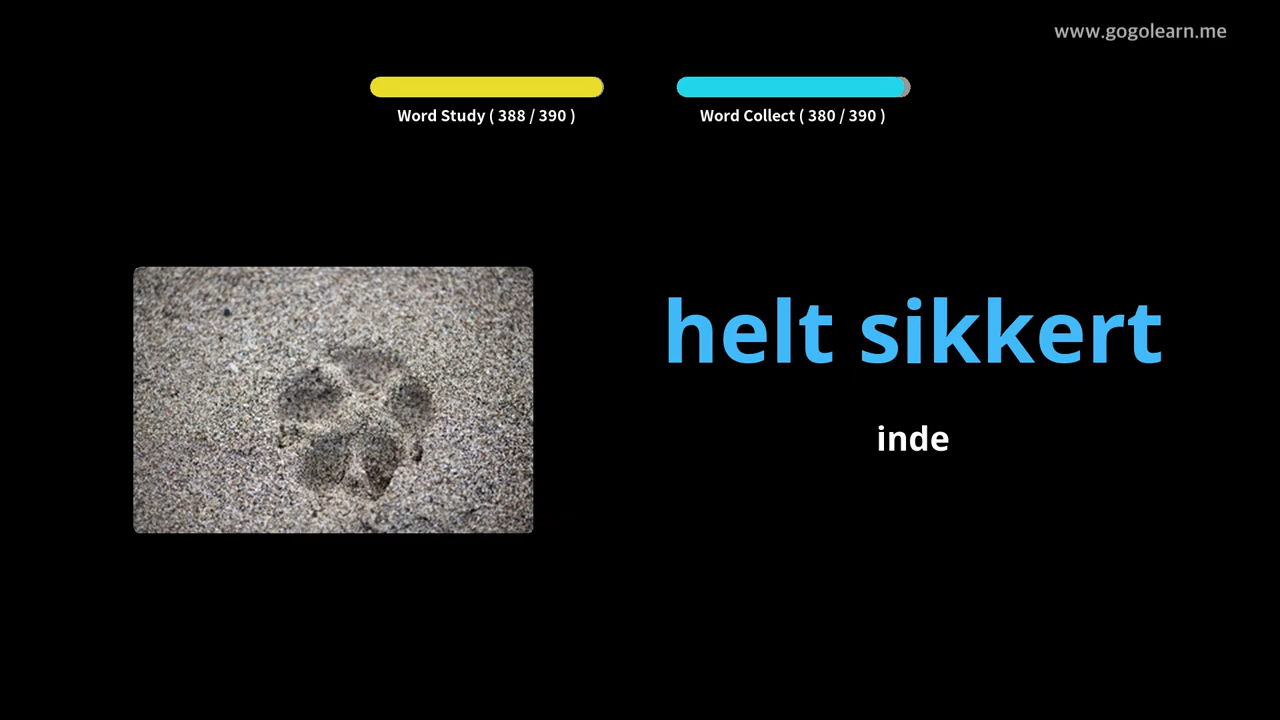 www.gogolearn.me
Word Study ( 388 / 390 )
Word Collect ( 380 / 390 )
helt sikkert
inde